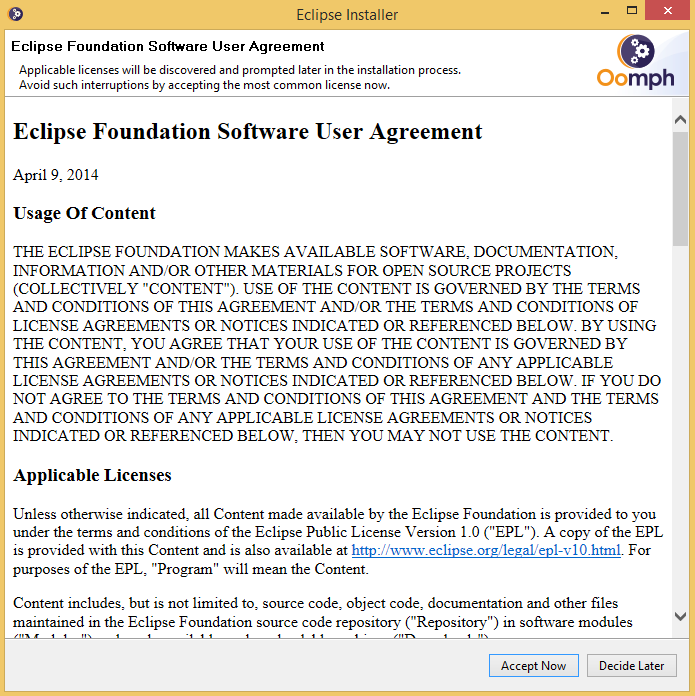 Eclipse Installer
Eclipse Foundation Software User Agreement
Applicable licenses will be discovered and prompted later in the installation process.
Avoid such interruptions by accepting the most common license now.
Oomph
Eclipse Foundation Software User Agreement
April 9, 2014
Usage Of Content
THE ECLIPSE FOUNDATION MAKES AVAILABLE SOFTWARE, DOCUMENTATION,
INFORMATION AND/OR OTHER MATERIALS FOR OPEN SOURCE PROJECTS
(COLLECTIVELY "CONTENT"). USE OF THE CONTENT IS GOVERNED BY THE TERMS
AND CONDITIONS OF THIS AGREEMENT AND/OR THE TERMS AND CONDITIONS OF
LICENSE AGREEMENTS OR NOTICES INDICATED OR REFERENCED BELOW. BY USING
THE CONTENT, YOU AGREE THAT YOUR USE OF THE CONTENT IS GOVERNED BY
THIS AGREEMENT AND/OR THE TERMS AND CONDITIONS OF ANY APPLICABLE
LICENSE AGREEMENTS OR NOTICES INDICATED OR REFERENCED BELOW. IF YOU DO
NOT AGREE TO THE TERMS AND CONDITIONS OF THIS AGREEMENT AND THE TERMS
AND CONDITIONS OF ANY APPLICABLE LICENSE AGREEMENTS OR NOTICES
INDICATED OR REFERENCED BELOW, THEN YOU MAY NOT USE THE CONTENT.
Applicable Licenses
Unless otherwise indicated, all Content made available by the Eclipse Foundation is provided to you
under the terms and conditions of the Eclipse Public License Version 1.0 ("EPL"). A copy of the EPL
is provided with this Content and is also available at http://www.eclipse.org/legal/epl-v10.html. For
purposes of the EPL, "Program" will mean the Content.
Content includes, but is not limited to, source code, object code, documentation and other files
maintained in the Eclipse Foundation source code repository ("Repository") in software modules
Accept Now
Decide Later